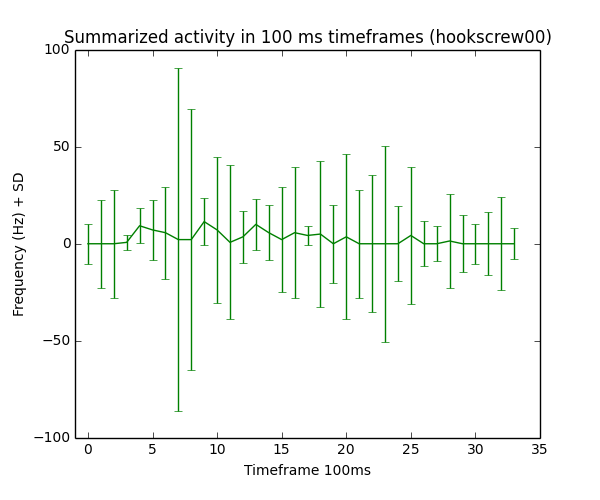 Summarized activity in 100 ms timeframes (hookscrew00)
100
50
0
−50
−100
Frequency (Hz) + SD
0 5 10 15 20 25 30 35
Timeframe 100ms